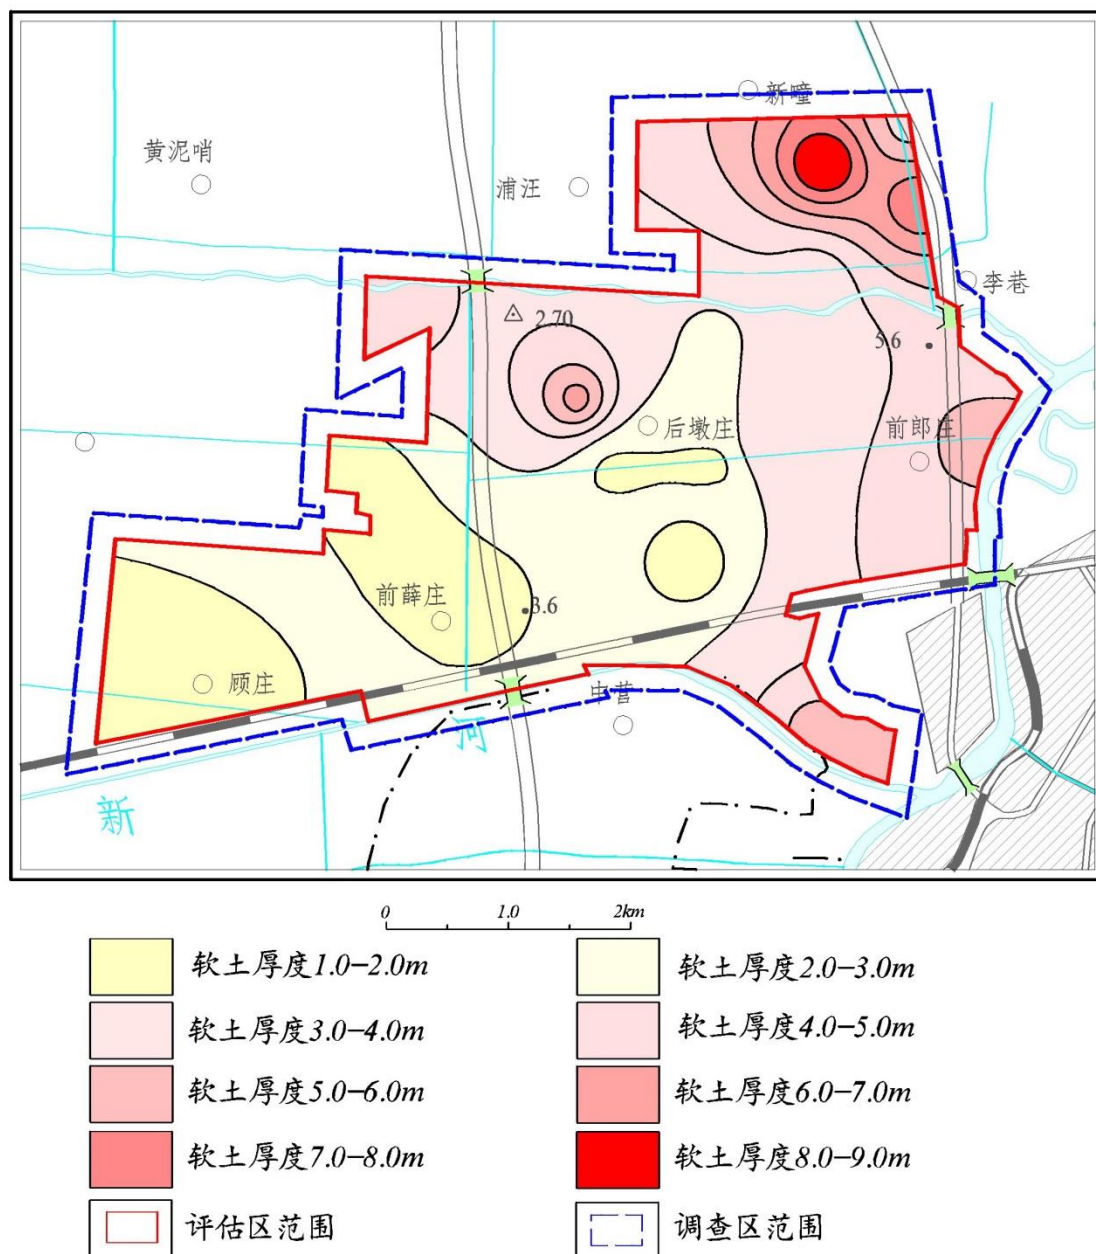 新疃
黄泥哨
浦汪
李巷
2.70
5.6
后墩庄
前郎庄
前薛庄
3.6
顾庄
中营
河
新
0 1.0 2km
软土厚度1.0-2.0m 软土厚度2.0-3.0m
软土厚度3.0-4.0m 软土厚度4.0-5.0m
软土厚度5.0-6.0m 软土厚度6.0-7.0m
软土厚度7.0-8.0m 软土厚度8.0-9.0m
评估区范围 调查区范围